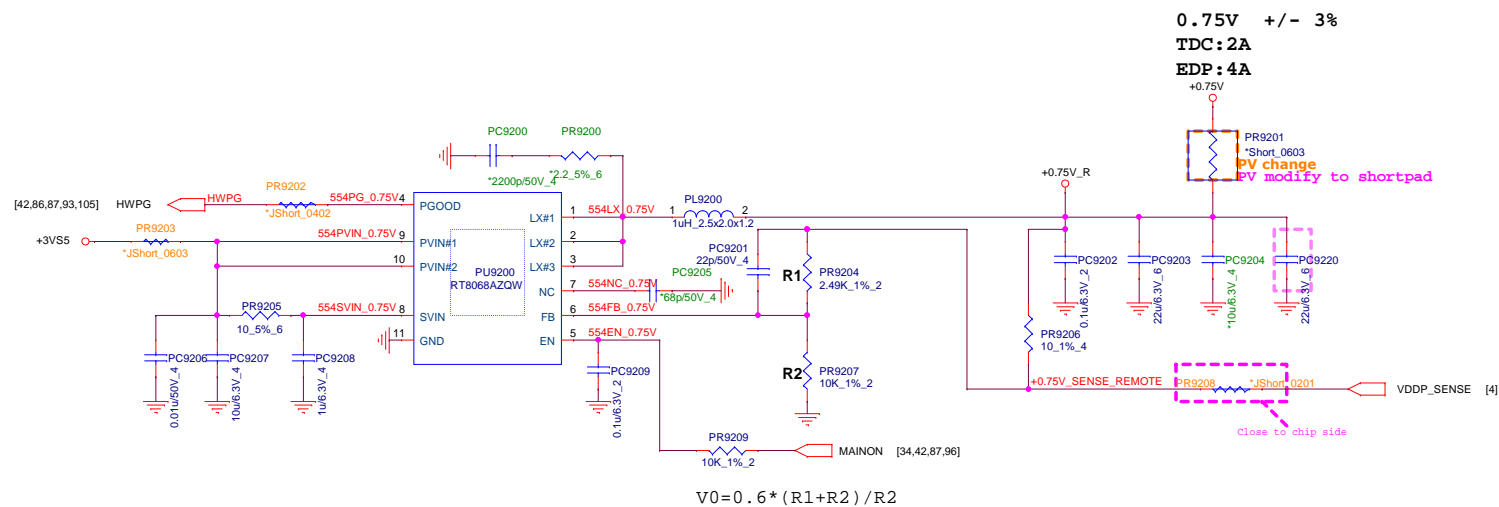 0.75V +/- 3%
TDC:2A
EDP:4A
+0.75V
PR9201
*Short_0603
PV change
PV modify to shortpad
PC9200
PR9200
*2200p/50V_4
*2.2_5%_6
+0.75V_R
[42,86,87,93,105]
HWPG
HWPG
PR9202
*JShort_0402
554PG_0.75V
4
PGOOD
+3VS5
PR9203
*JShort_0603
554PVIN_0.75V
9
PVIN#1
10
PVIN#2
PU9200
RT8068AZQW
LX#1
1
554LX_0.75V
LX#2
2
LX#3
3
1
PL9200
2
1uH_2.5x2.0x1.2
NC
7
554NC_0.75V
PC9205
*68p/50V_4
FB
6
554FB_0.75V
EN
5
554EN_0.75V
PR9205
10_5%_6
554SVIN_0.75V
8
SVIN
11
GND
PC9201
22p/50V_4
R1
PR9204
2.49K_1%_2
R2
PR9207
10K_1%_2
PC9202
0.1u/6.3V_2
PC9203
22u/6.3V_6
PC9204
*10u/6.3V_4
PC9220
22u/6.3V_6
PR9206
10_1%_4
PC9206
0.01u/50V_4
PC9207
10u/6.3V_4
PC9208
1u/6.3V_4
PC9209
0.1u/6.3V_2
+0.75V_SENSE_REMOTE
PR9208
*JShort_0201
VDDP_SENSE
[4]
Close to chip side
PR9209
10K_1%_2
MAINON
[34,42,87,96]
V0=0.6*(R1+R2)/R2